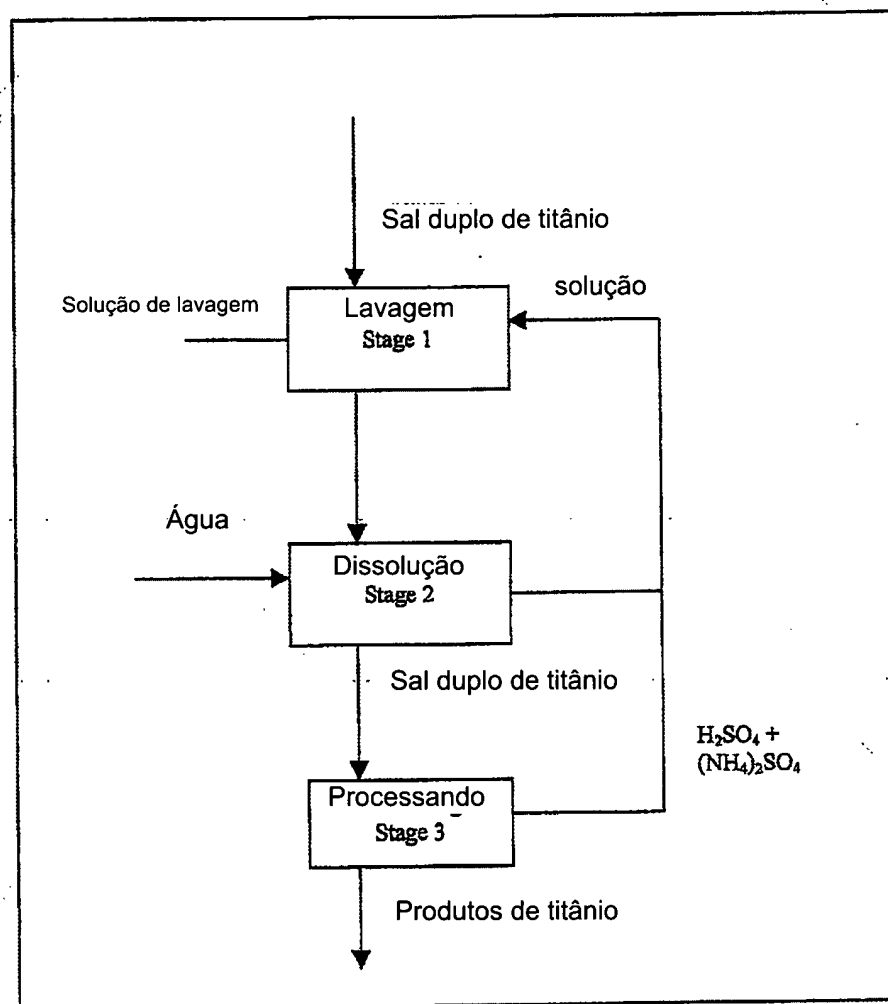 Sal duplo de titânio
Solução de lavagem
solução
Lavagem
Stage 1
Água
Dissolução
Stage 2
Sal duplo de titânio
H₂SO₄ +
(NH₄)₂SO₄
Processando
Stage 3
Produtos de titânio